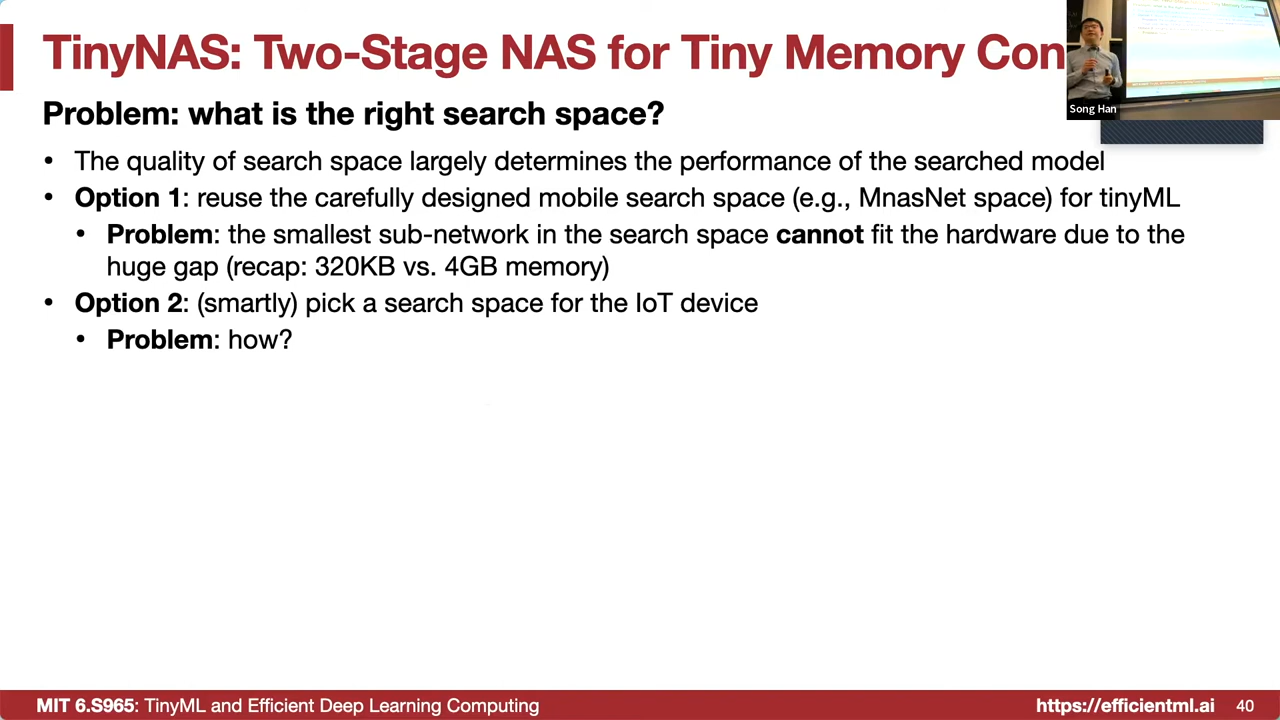 TinyNAS: Two-Stage NAS for Tiny Memory Con
Song Han
Problem: what is the right search space?
• The quality of search space largely determines the performance of the searched model
• Option 1: reuse the carefully designed mobile search space (e.g., MnasNet space) for tinyML
• Problem: the smallest sub-network in the search space cannot fit the hardware due to the
huge gap (recap: 320KB vs. 4GB memory)
• Option 2: (smartly) pick a search space for the IoT device
• Problem: how?
MIT 6.S965: TinyML and Efficient Deep Learning Computing
https://efficientml.ai 40